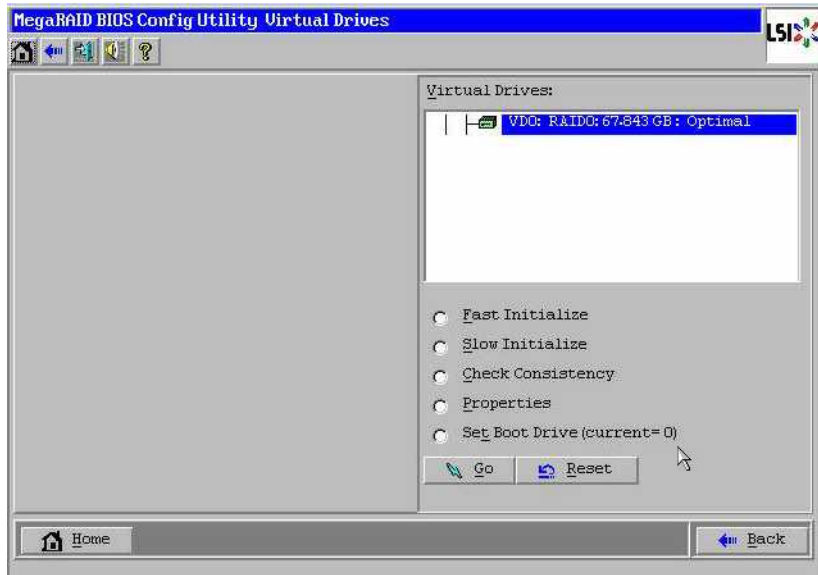 MegaRAID BIOS Config Utility Virtual Drives
LSI
?
Virtual Drives:
VD0: RAID0: 67.843 GB: Optimal
Fast Initialize
Slow Initialize
Check Consistency
Properties
Set Boot Drive (current= 0)
Go
Reset
Home
Back